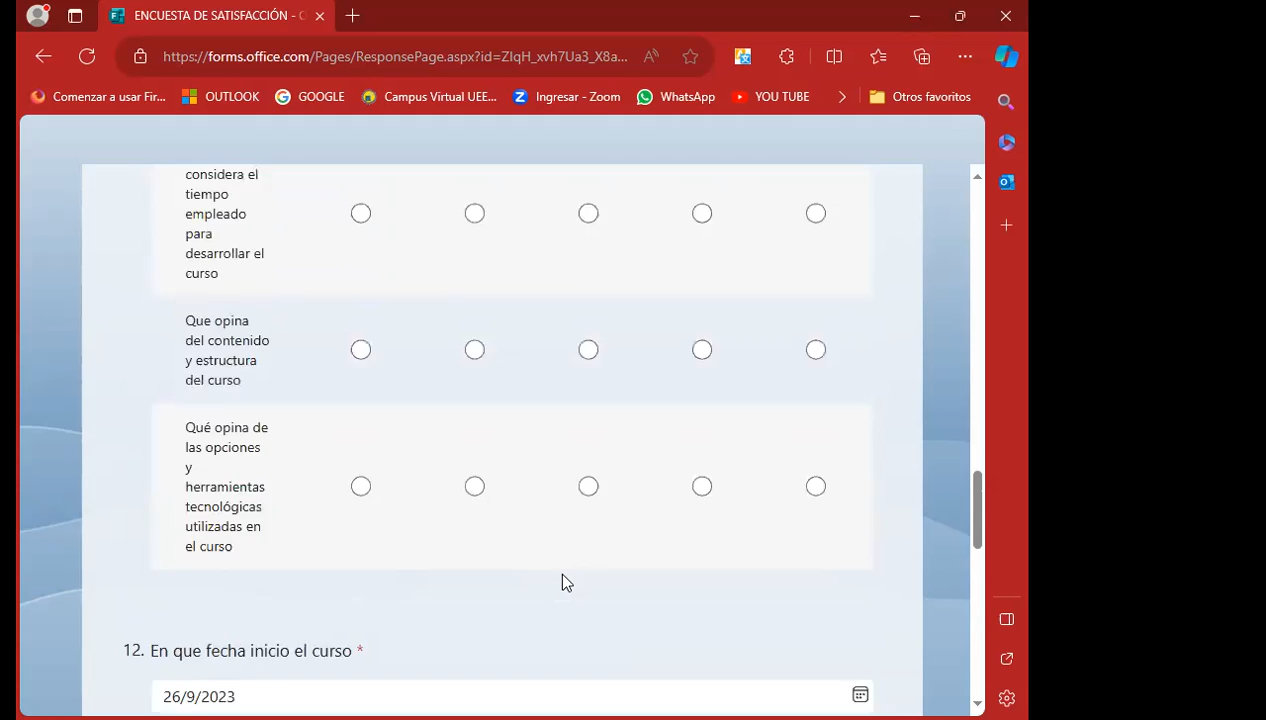 ENCUESTA DE SATISFACCIÓN - C
https://forms.office.com/Pages/ResponsePage.aspx?id=ZIqH_xvh7Ua3_X8a...
Comenzar a usar Fir...
OUTLOOK
GOOGLE
Campus Virtual UEE...
Ingresar - Zoom
WhatsApp
YOU TUBE
Otros favoritos
considera el
tiempo
empleado
para
desarrollar el
curso
Que opina
del contenido
y estructura
del curso
Qué opina de
las opciones
y
herramientas
tecnológicas
utilizadas en
el curso
12. En que fecha inicio el curso *
26/9/2023